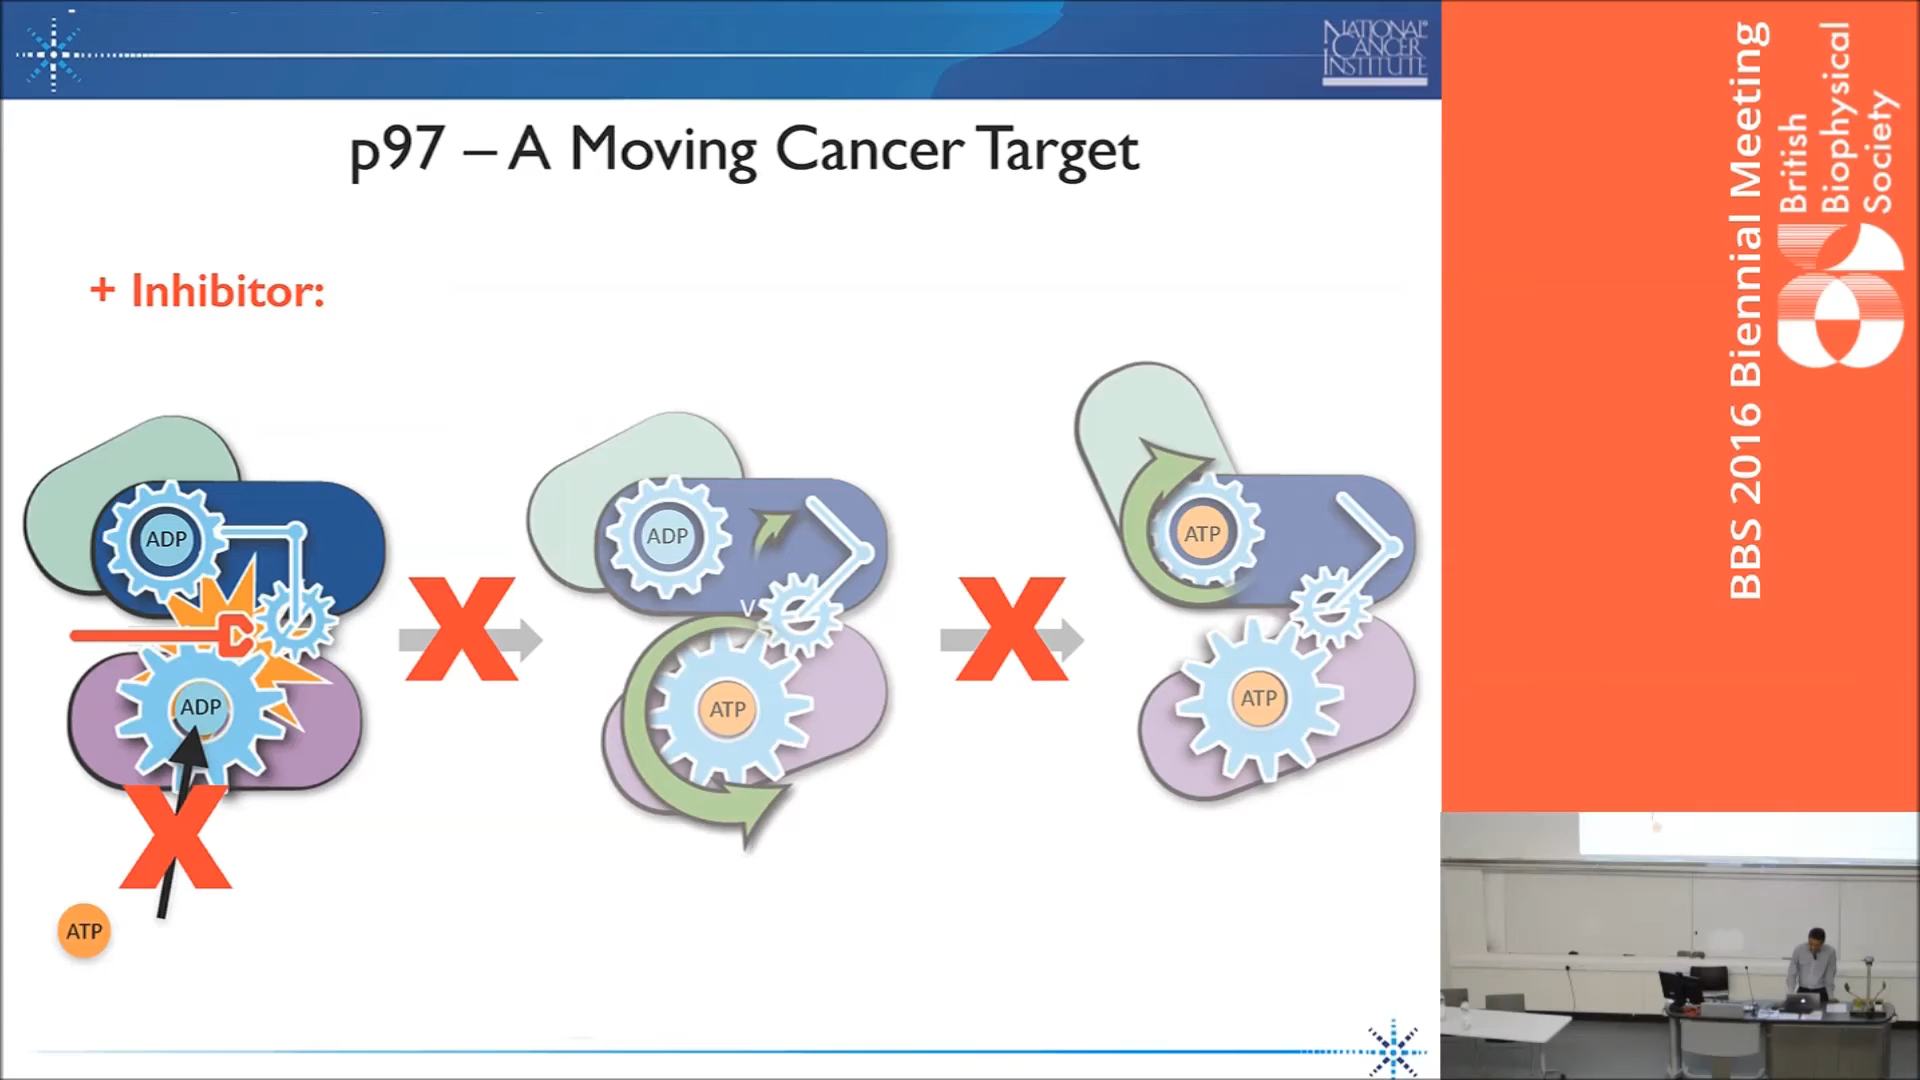 NATIONAL
CANCER
INSTITUTE
p97 – A Moving Cancer Target
+ Inhibitor:
ADP
ADP
X
ATP
X
ADP
V
ATP
X
ATP
ATP
BBS 2016 Biennial Meeting
British
Biophysical
Society